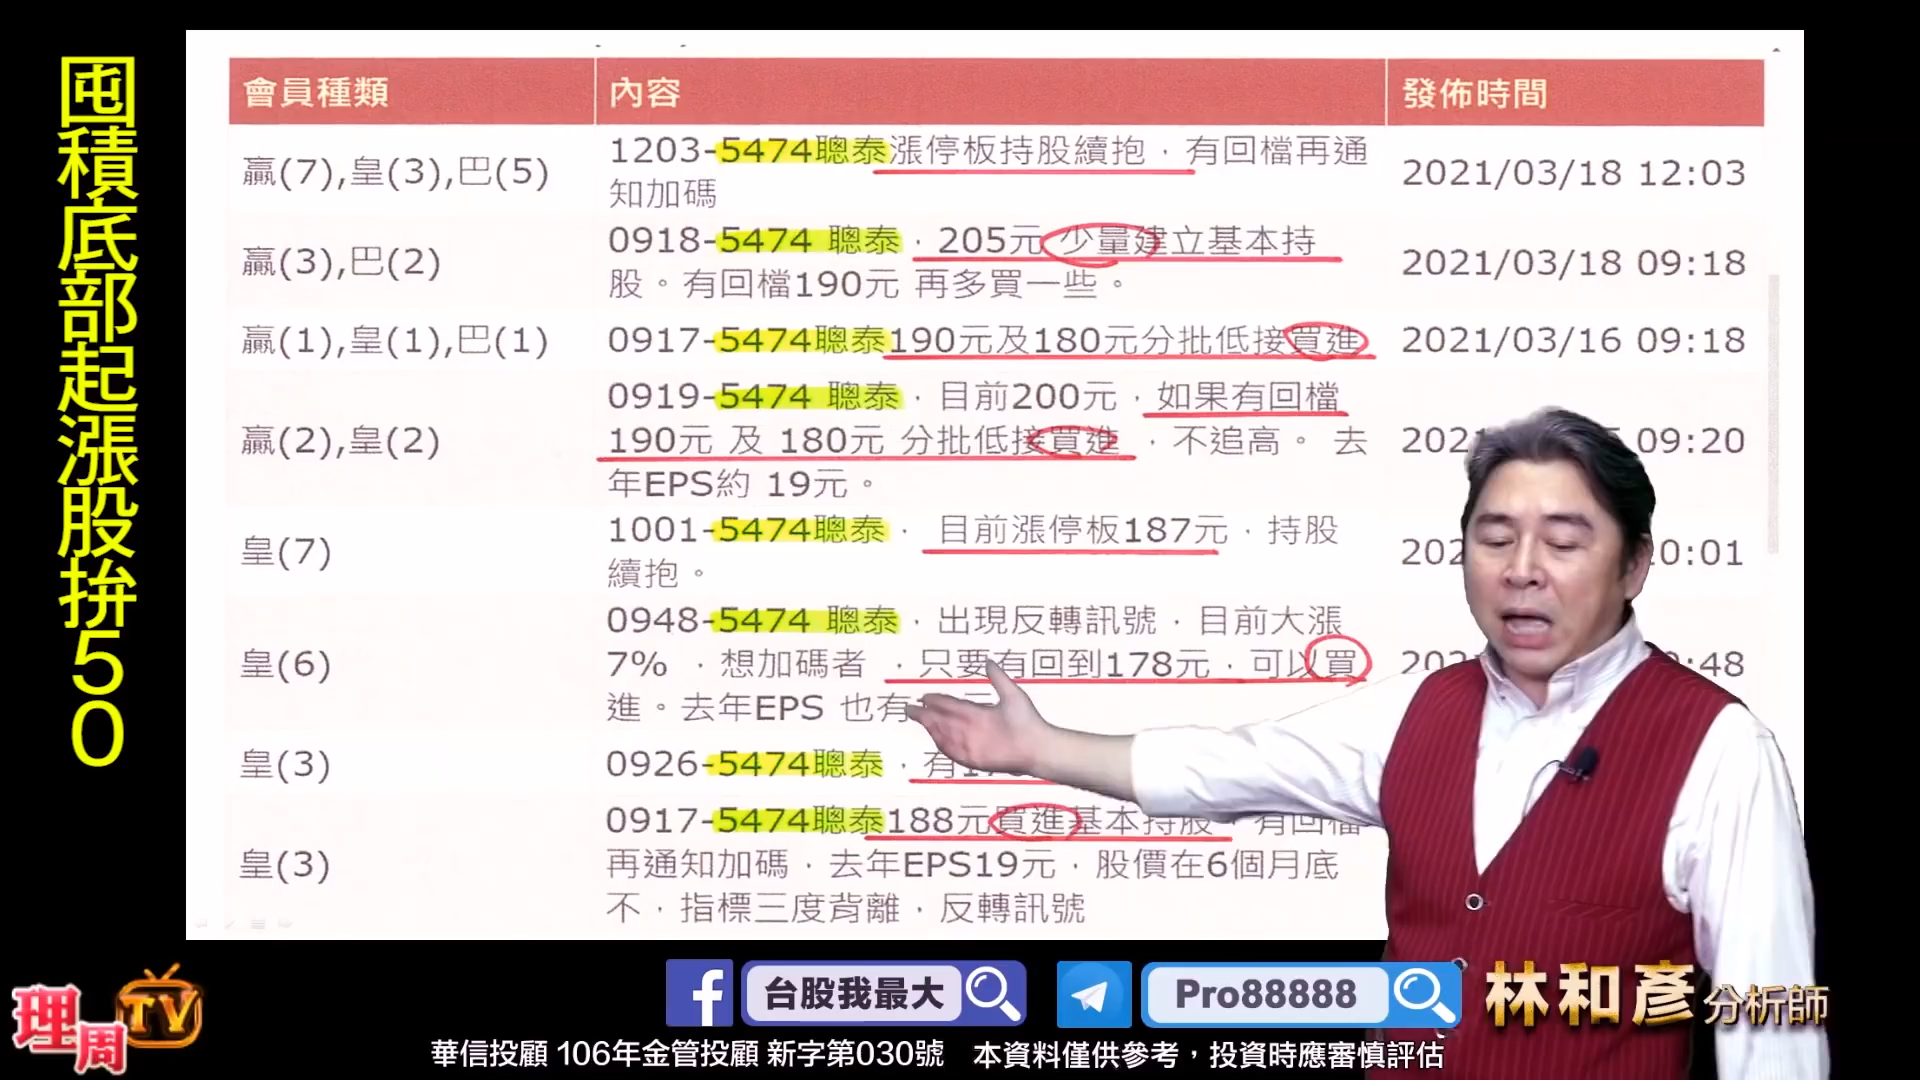 囤積底部起漲股拚50
會員種類 內容 發佈時間
贏(7),皇(3),巴(5) 1203-5474聰泰漲停板持股續抱，有回檔再通 2021/03/18 12:03
知加碼
贏(3),巴(2) 0918-5474 聰泰，205元 少量建立基本持 2021/03/18 09:18
股。有回檔190元 再多買一些。
贏(1),皇(1),巴(1) 0917-5474聰泰190元及180元分批低接買進 2021/03/16 09:18
0919-5474 聰泰，目前200元，如果有回檔
贏(2),皇(2) 190元 及 180元 分批低接買進 ，不追高。 去 202 09:20
年EPS約 19元。
皇(7) 1001-5474聰泰， 目前漲停板187元，持股 202 0:01
續抱。
0948-5474 聰泰，出現反轉訊號，目前大漲
皇(6) 7% ，想加碼者 ，只要有回到178元，可以買 202 :48
進。去年EPS 也有
皇(3) 0926-5474聰泰，有
0917-5474聰泰188元買進基本持股，有回檔
皇(3) 再通知加碼，去年EPS19元，股價在6個月底
不，指標三度背離，反轉訊號
理周TV
f 台股我最大 Pro88888
林和彥 分析師
華信投顧 106年金管投顧 新字第030號 本資料僅供參考，投資時應審慎評估